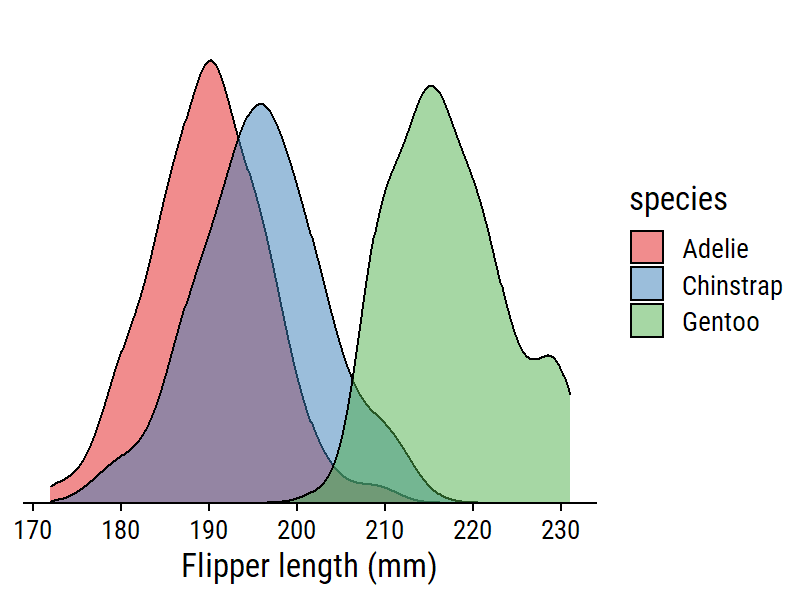 species
Adelie
Chinstrap
Gentoo
170 180 190 200 210 220 230
Flipper length (mm)